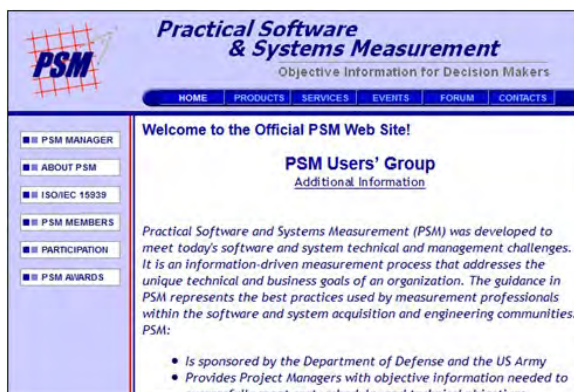 PSM
Practical Software
& Systems Measurement
Objective Information for Decision Makers
HOME PRODUCTS SERVICES EVENTS FORUM CONTACTS
PSM MANAGER
ABOUT PSM
ISO/IEC 15939
PSM MEMBERS
PARTICIPATION
PSM AWARDS
Welcome to the Official PSM Web Site!
PSM Users' Group
Additional Information
Practical Software and Systems Measurement (PSM) was developed to
meet today's software and system technical and management challenges.
It is an information-driven measurement process that addresses the
unique technical and business goals of an organization. The guidance in
PSM represents the best practices used by measurement professionals
within the software and system acquisition and engineering communities.
PSM:
• Is sponsored by the Department of Defense and the US Army
• Provides Project Managers with objective information needed to